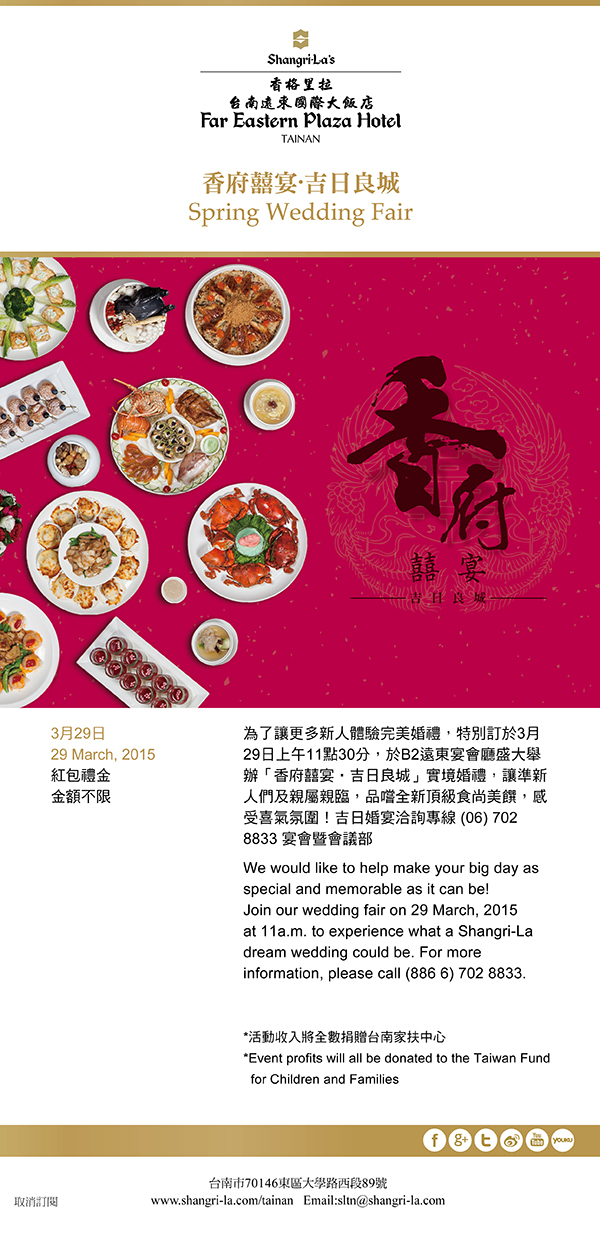 Shangri-La's
香格里拉
台南遠東國際大飯店
Far Eastern Plaza Hotel
TAINAN
香府囍宴·吉日良城
Spring Wedding Fair
香府
囍宴
吉日良城
3月29日
29 March, 2015
紅包禮金
金額不限
為了讓更多新人體驗完美婚禮，特別訂於3月
29日上午11點30分，於B2遠東宴會廳盛大舉
辦「香府囍宴・吉日良城」實境婚禮，讓準新
人們及親屬親臨，品嚐全新頂級食尚美饌，感
受喜氣氛圍！吉日婚宴洽詢專線 (06) 702
8833 宴會暨會議部
We would like to help make your big day as
special and memorable as it can be!
Join our wedding fair on 29 March, 2015
at 11a.m. to experience what a Shangri-La
dream wedding could be. For more
information, please call (886 6) 702 8833.
*活動收入將全數捐贈台南家扶中心
*Event profits will all be donated to the Taiwan Fund
for Children and Families
f g+ t You Tube YOUKU
台南市70146東區大學路西段89號
取消訂閱 www.shangri-la.com/tainan Email:sltn@shangri-la.com